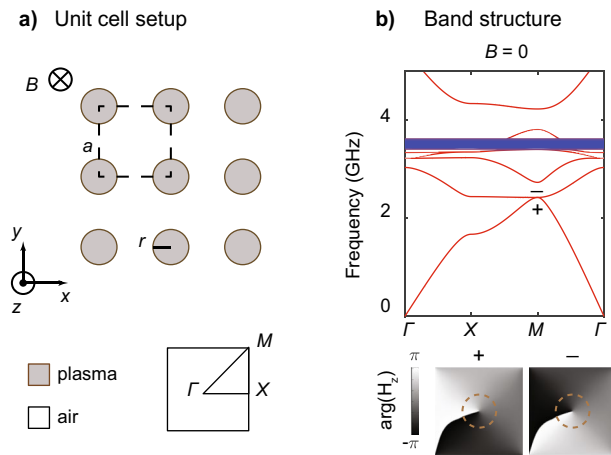 a) Unit cell setup
B
a
r
y
x
z
plasma
air
M
Γ
X
b) Band structure
B = 0
Frequency (GHz)
4
2
0
−
+
Γ X M Γ
+ −
arg(H_z)
π
-π